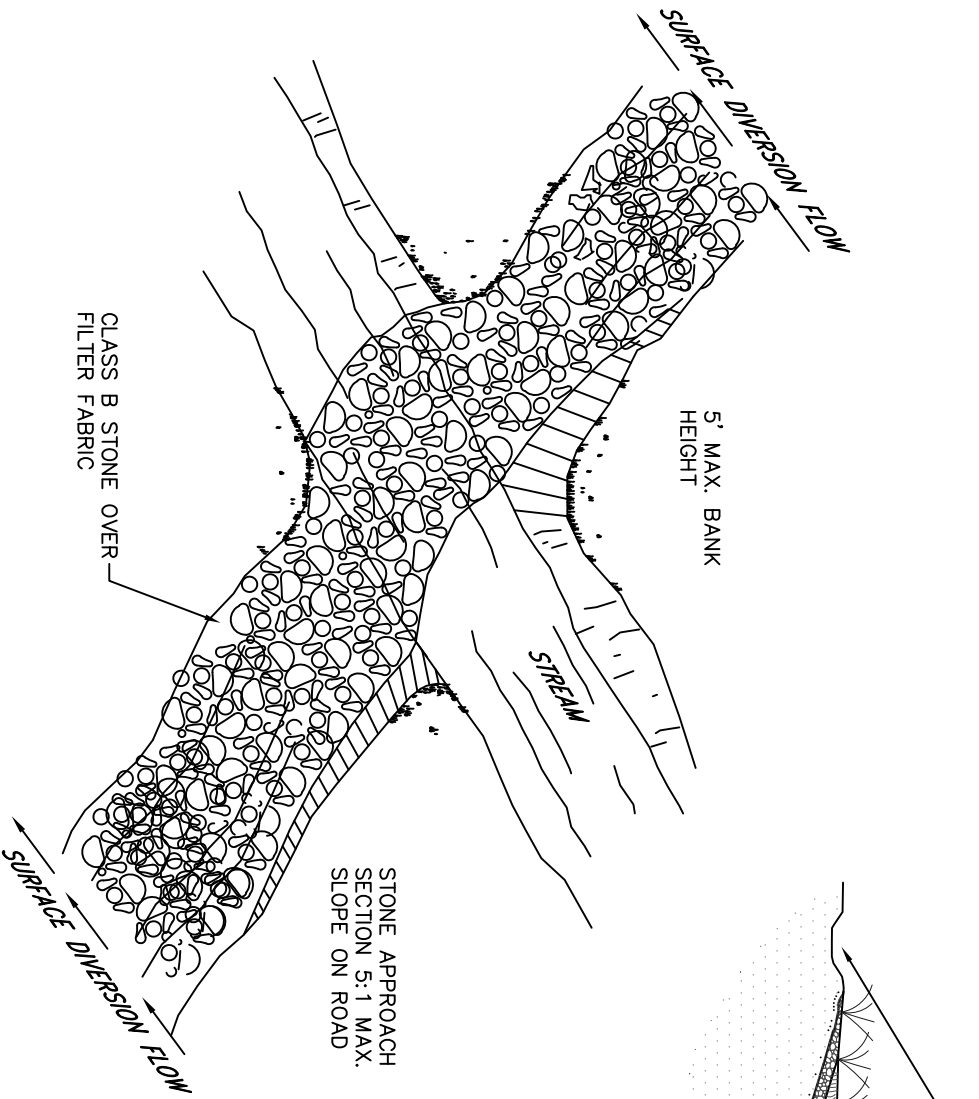 SURFACE DIVERSION FLOW
5' MAX. BANK
HEIGHT
STREAM
CLASS B STONE OVER
FILTER FABRIC
STONE APPROACH
SECTION 5:1 MAX.
SLOPE ON ROAD
SURFACE DIVERSION FLOW